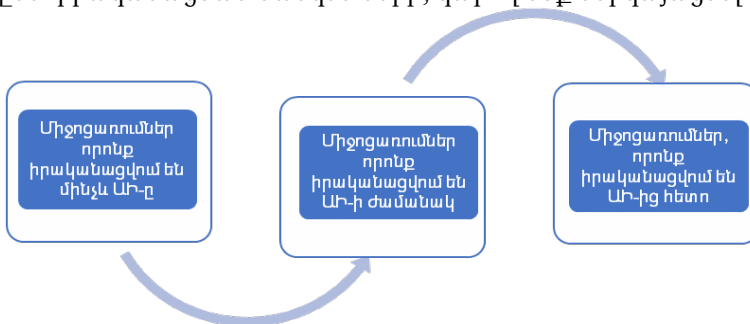 Միջոցառումներ
որոնք
իրականացվում են
մինչև ԱԻ-ը
Միջոցառումներ
որոնք
իրականացվում են
ԱԻ-ի ժամանակ
Միջոցառումներ,
որոնք
իրականացվում են
ԱԻ-ից հետո